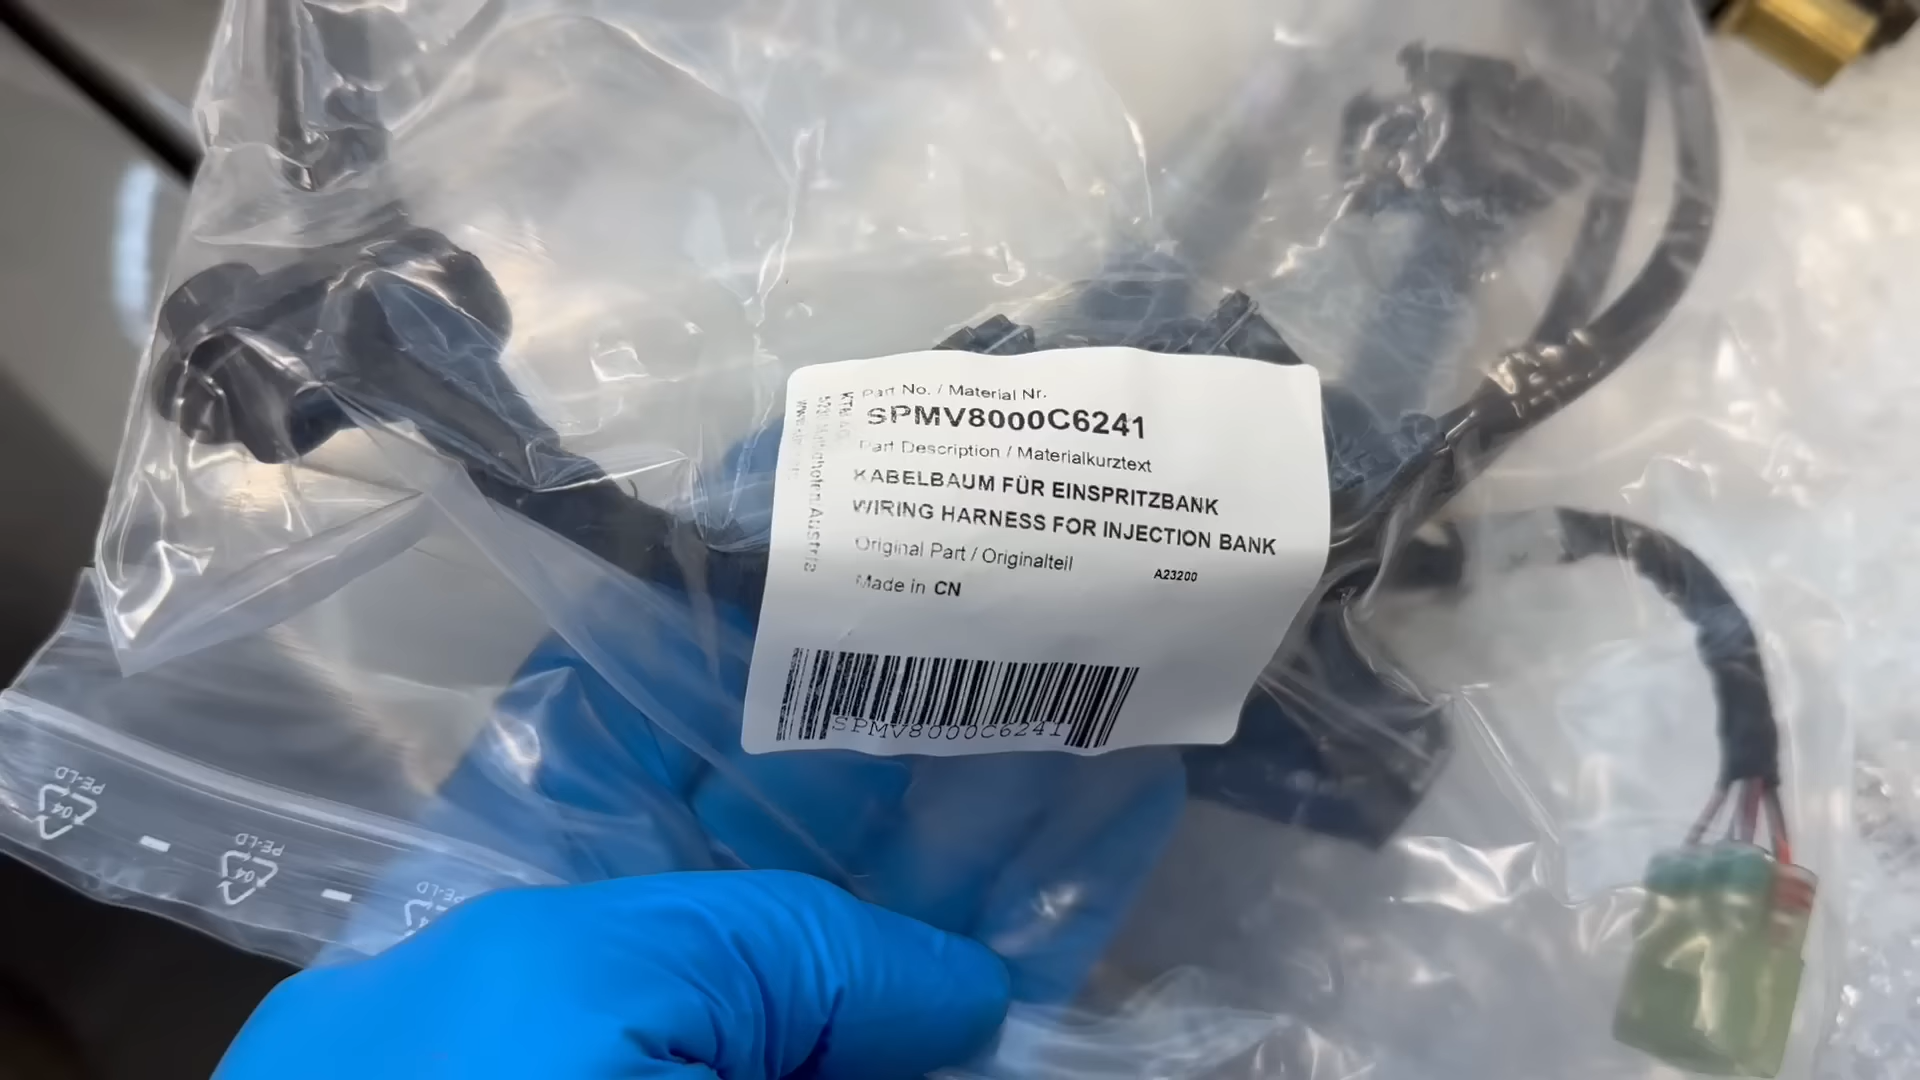 Part No. / Material Nr.
SPMV8000C6241
Part Description / Materialkurztext
KABELBAUM FÜR EINSPRITZBANK
WIRING HARNESS FOR INJECTION BANK
Original Part / Originalteil
A23200
Made in CN
SPMV8000C6241
Austria
04
PE-LD
04
PE-LD
PE-LD